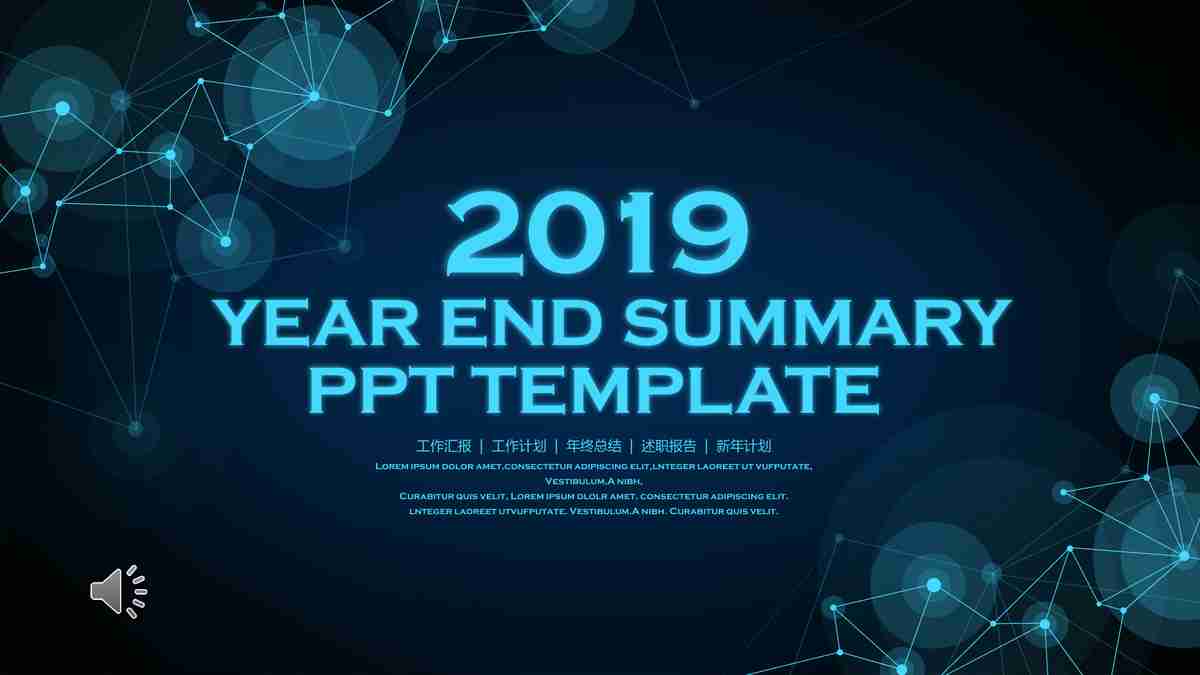 2019
YEAR END SUMMARY
PPT TEMPLATE
工作汇报 | 工作计划 | 年终总结 | 述职报告 | 新年计划
Lorem ipsum dolor amet,consectetur adipiscing elit,lnteger laoreet ut vufputate,
Vestibulum,A nibh,
Curabitur quis velit, Lorem ipsum dlolr amet, consectetur adipiscing elit.
lnteger laoreet utvufputate. Vestibulum,A nibh. Curabitur quis velit.